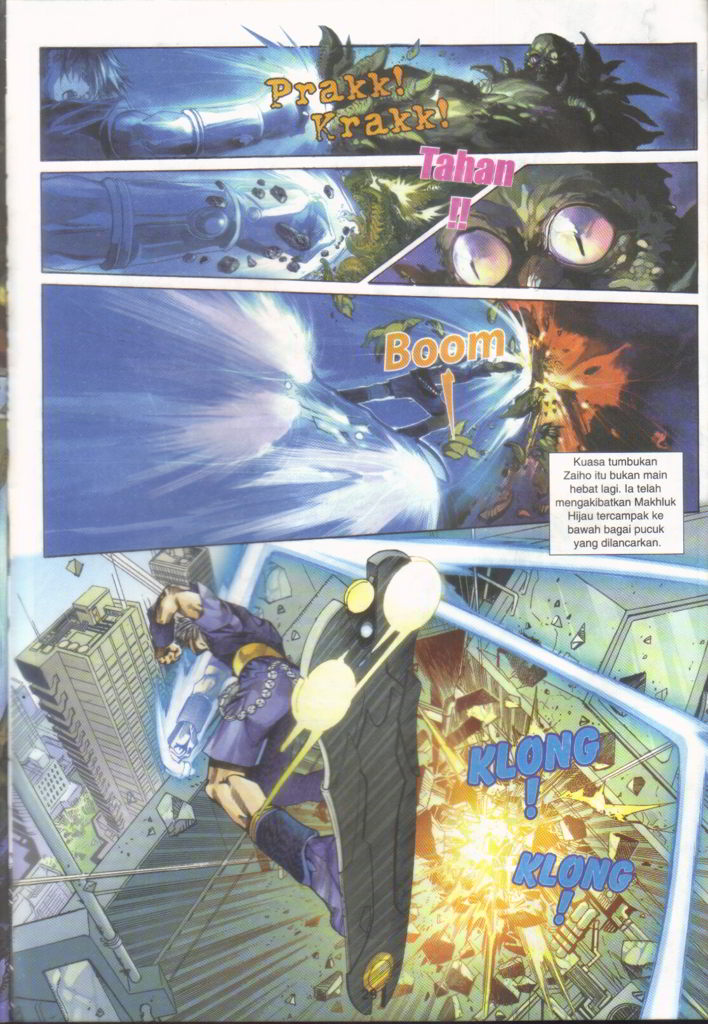 Prakk!
Krakk!
Tahan
!!
Boom
!
Kuasa tumbukan
Zaiho itu bukan main
hebat lagi. Ia telah
mengakibatkan Makhluk
Hijau tercampak ke
bawah bagai pucuk
yang dilancarkan.
KLONG
!
KLONG
!